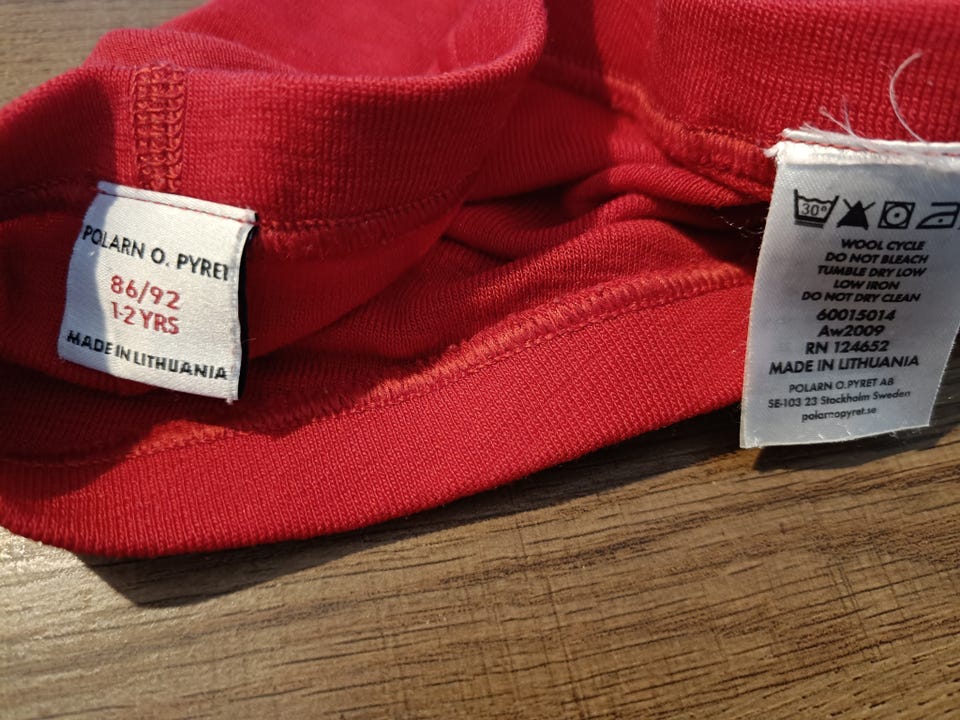 POLARN O. PYRET
86/92
1-2 YRS
MADE IN LITHUANIA
30°
WOOL CYCLE
DO NOT BLEACH
TUMBLE DRY LOW
LOW IRON
DO NOT DRY CLEAN
60015014
Aw2009
RN 124652
MADE IN LITHUANIA
POLARN O.PYRET AB
SE-103 23 Stockholm Sweden
polarnopyret.se